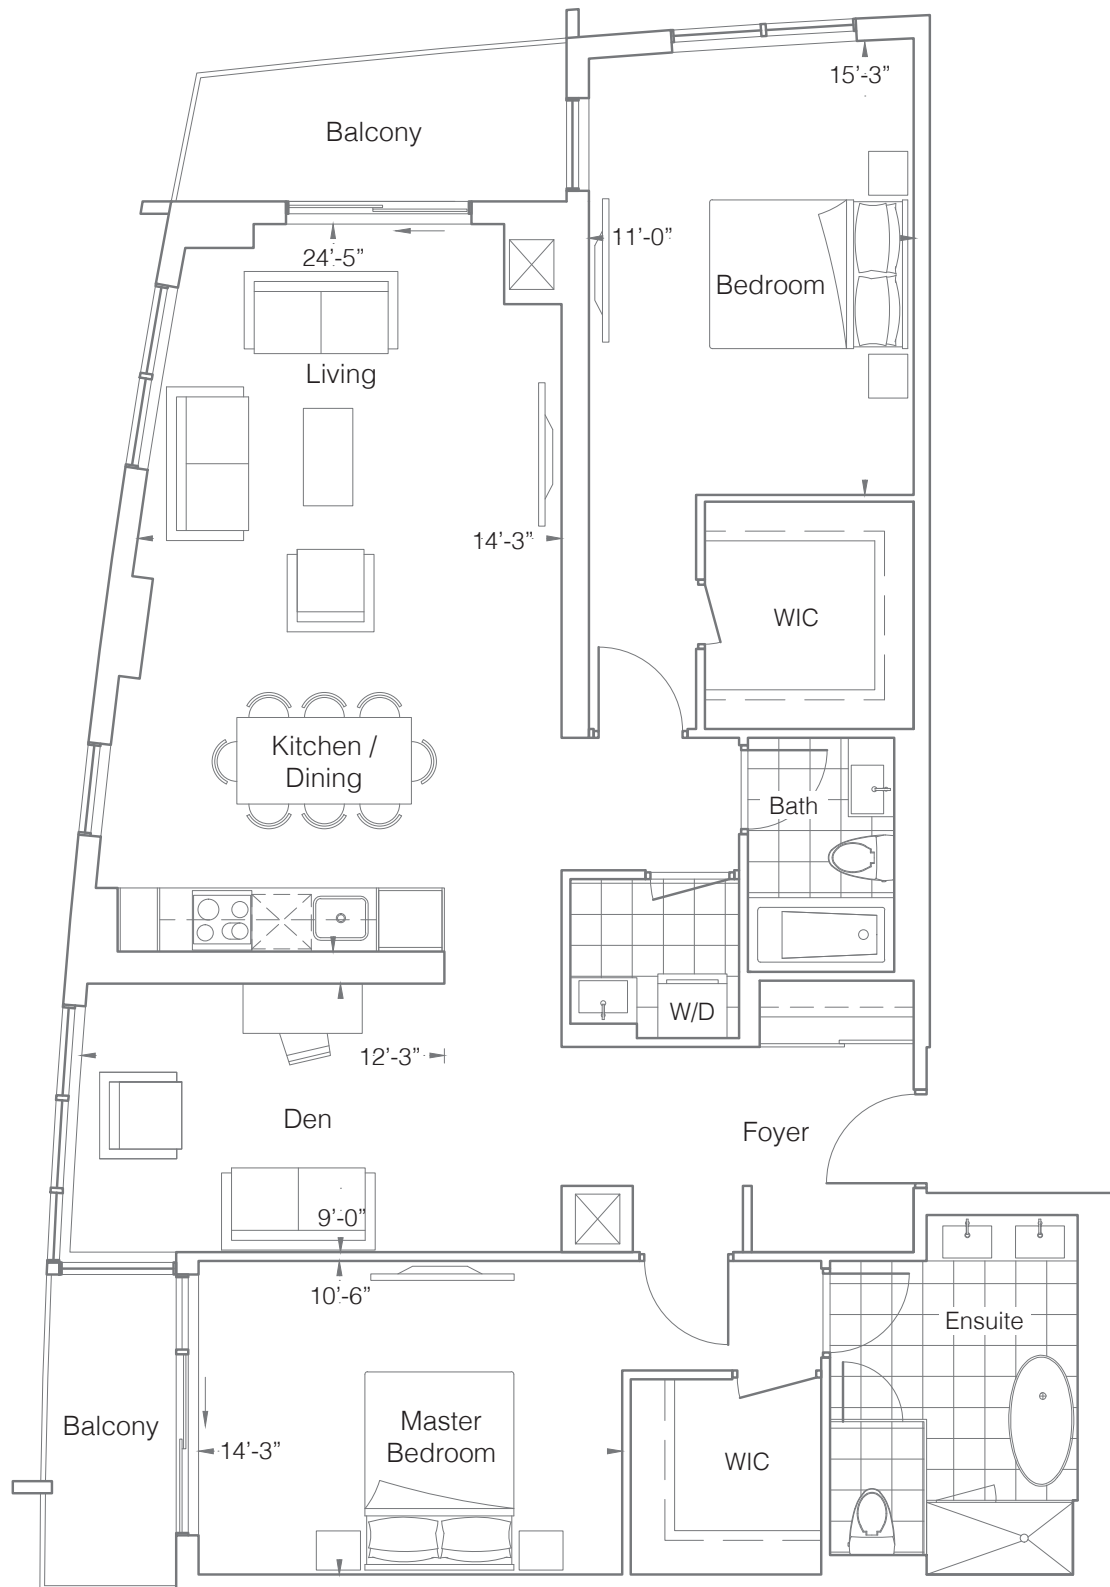 15'-3”
Balcony
11'-0”
24'-5”
Bedroom
Living
14'-3”
WIC
Kitchen /
Dining
Bath
W/D
12'-3”
Den
Foyer
9'-0”
10'-6”
Ensuite
Balcony
Master
Bedroom
14'-3”
WIC